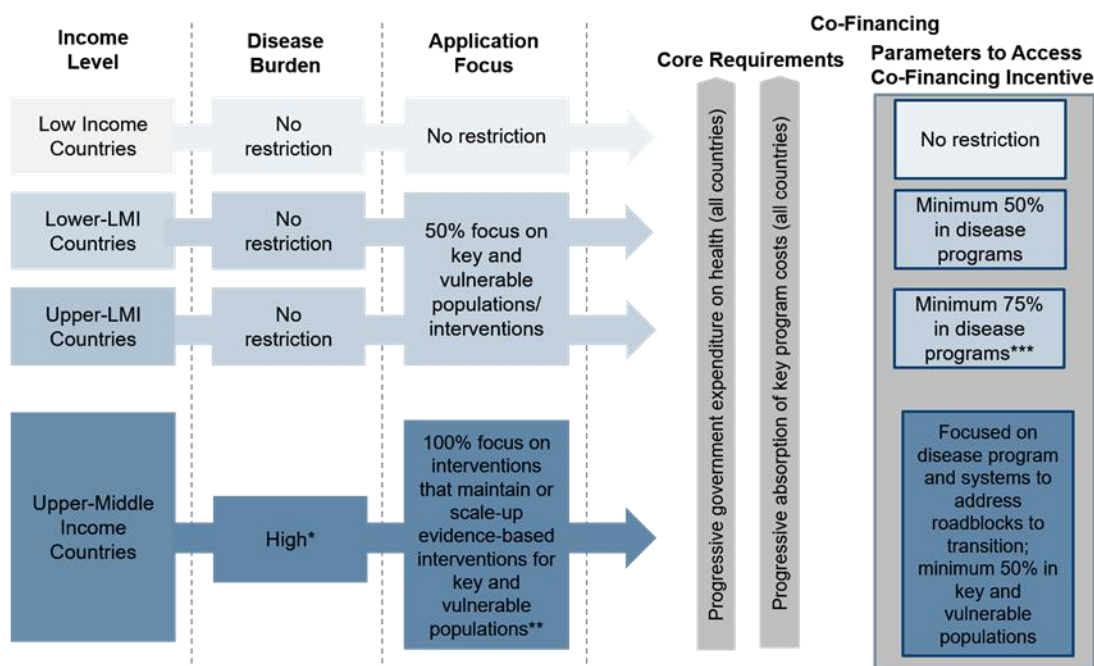 Co-Financing
Income
Level
Disease
Burden
Application
Focus
Core Requirements
Parameters to Access
Co-Financing Incentive
Low Income
Countries
No
restriction
No restriction
No restriction
Lower-LMI
Countries
No
restriction
50% focus on
key and
vulnerable
populations/
interventions
Minimum 50%
in disease
programs
Upper-LMI
Countries
No
restriction
Minimum 75%
in disease
programs***
Upper-Middle
Income
Countries
High*
100% focus on
interventions
that maintain or
scale-up
evidence-based
interventions for
key and
vulnerable
populations**
Progressive government expenditure on health (all countries)
Progressive absorption of key program costs (all countries)
Focused on
disease program
and systems to
address
roadblocks to
transition;
minimum 50% in
key and
vulnerable
populations